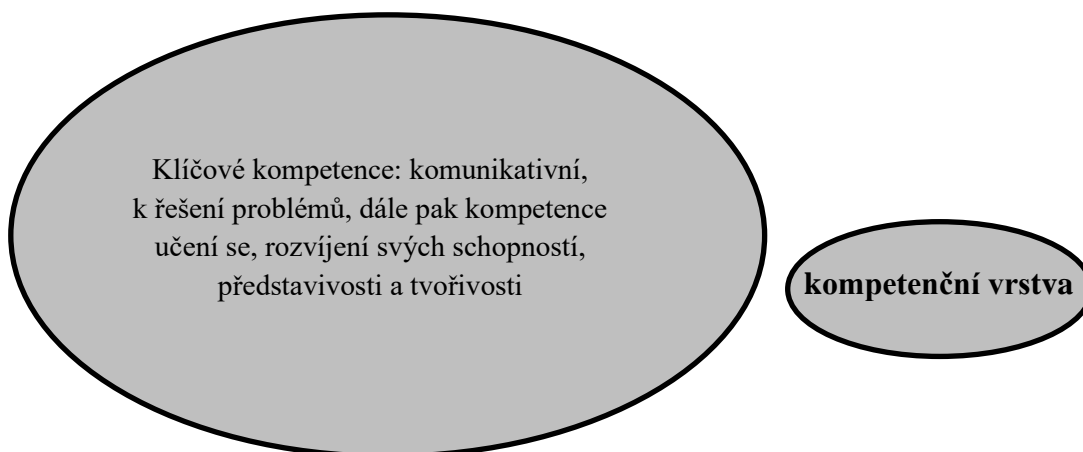 Klíčové kompetence: komunikativní,
k řešení problémů, dále pak kompetence
učení se, rozvíjení svých schopností,
představivosti a tvořivosti
kompetenční vrstva